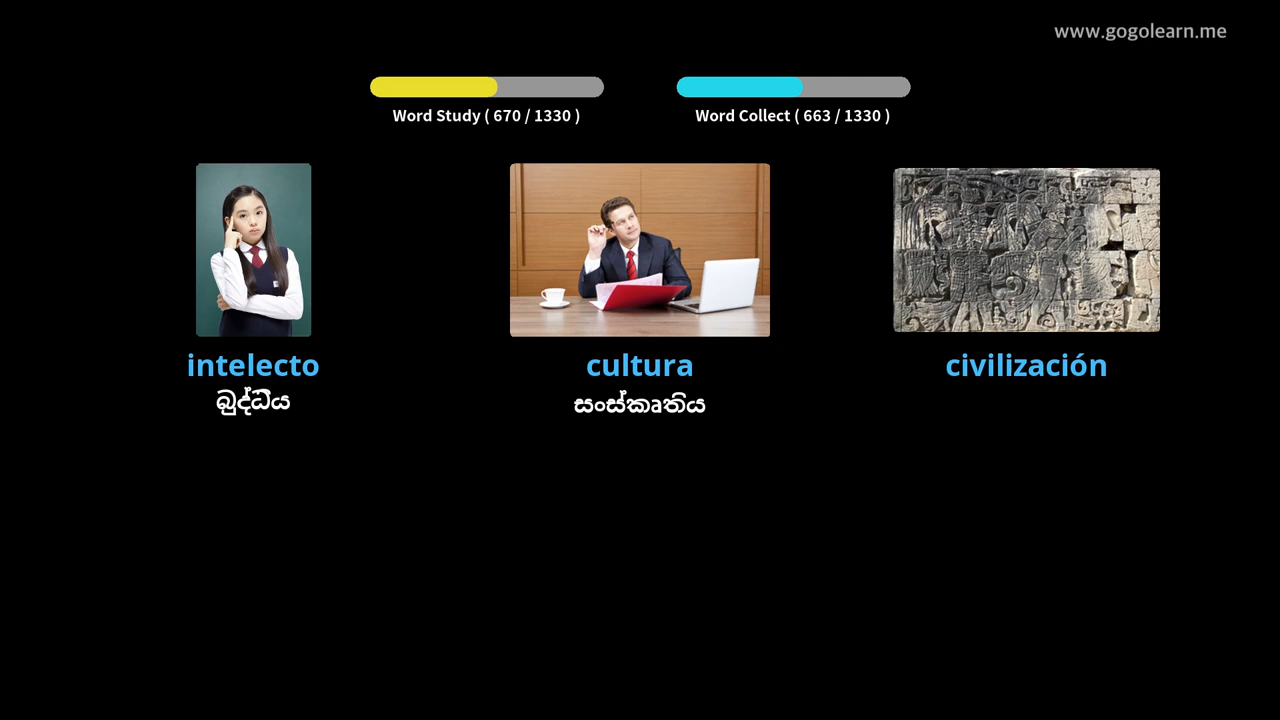 www.gogolearn.me
Word Study ( 670 / 1330 )
Word Collect ( 663 / 1330 )
intelecto
බුද්ධිය
cultura
සංස්කෘතිය
civilización